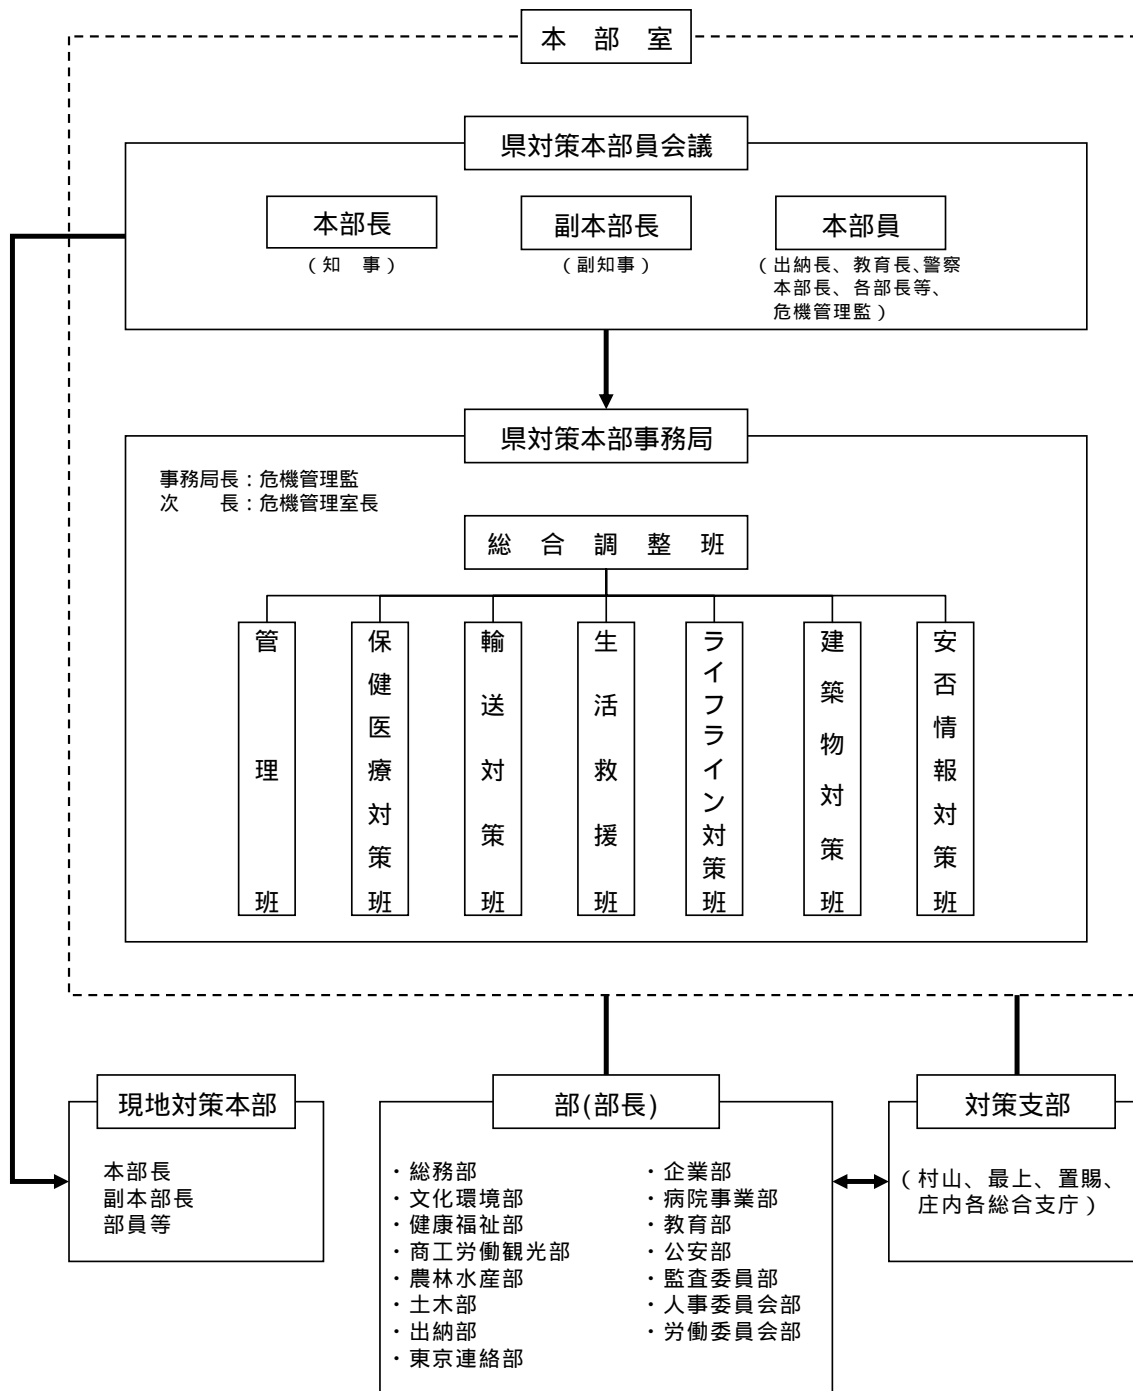 本　部　室
県対策本部員会議
本部長
（知　事）
副本部長
（副知事）
本部員
（出納長、教育長、警察
本部長、各部長等、
危機管理監）
県対策本部事務局
事務局長：危機管理監
次　　長：危機管理室長
総　合　調　整　班
管理班
保健医療対策班
輸送対策班
生活救援班
ライフライン対策班
建築物対策班
安否情報対策班
現地対策本部
本部長
副本部長
部員等
部(部長)
・総務部
・文化環境部
・健康福祉部
・商工労働観光部
・農林水産部
・土木部
・出納部
・東京連絡部
・企業部
・病院事業部
・教育部
・公安部
・監査委員部
・人事委員会部
・労働委員会部
対策支部
（村山、最上、置賜、
庄内各総合支庁）